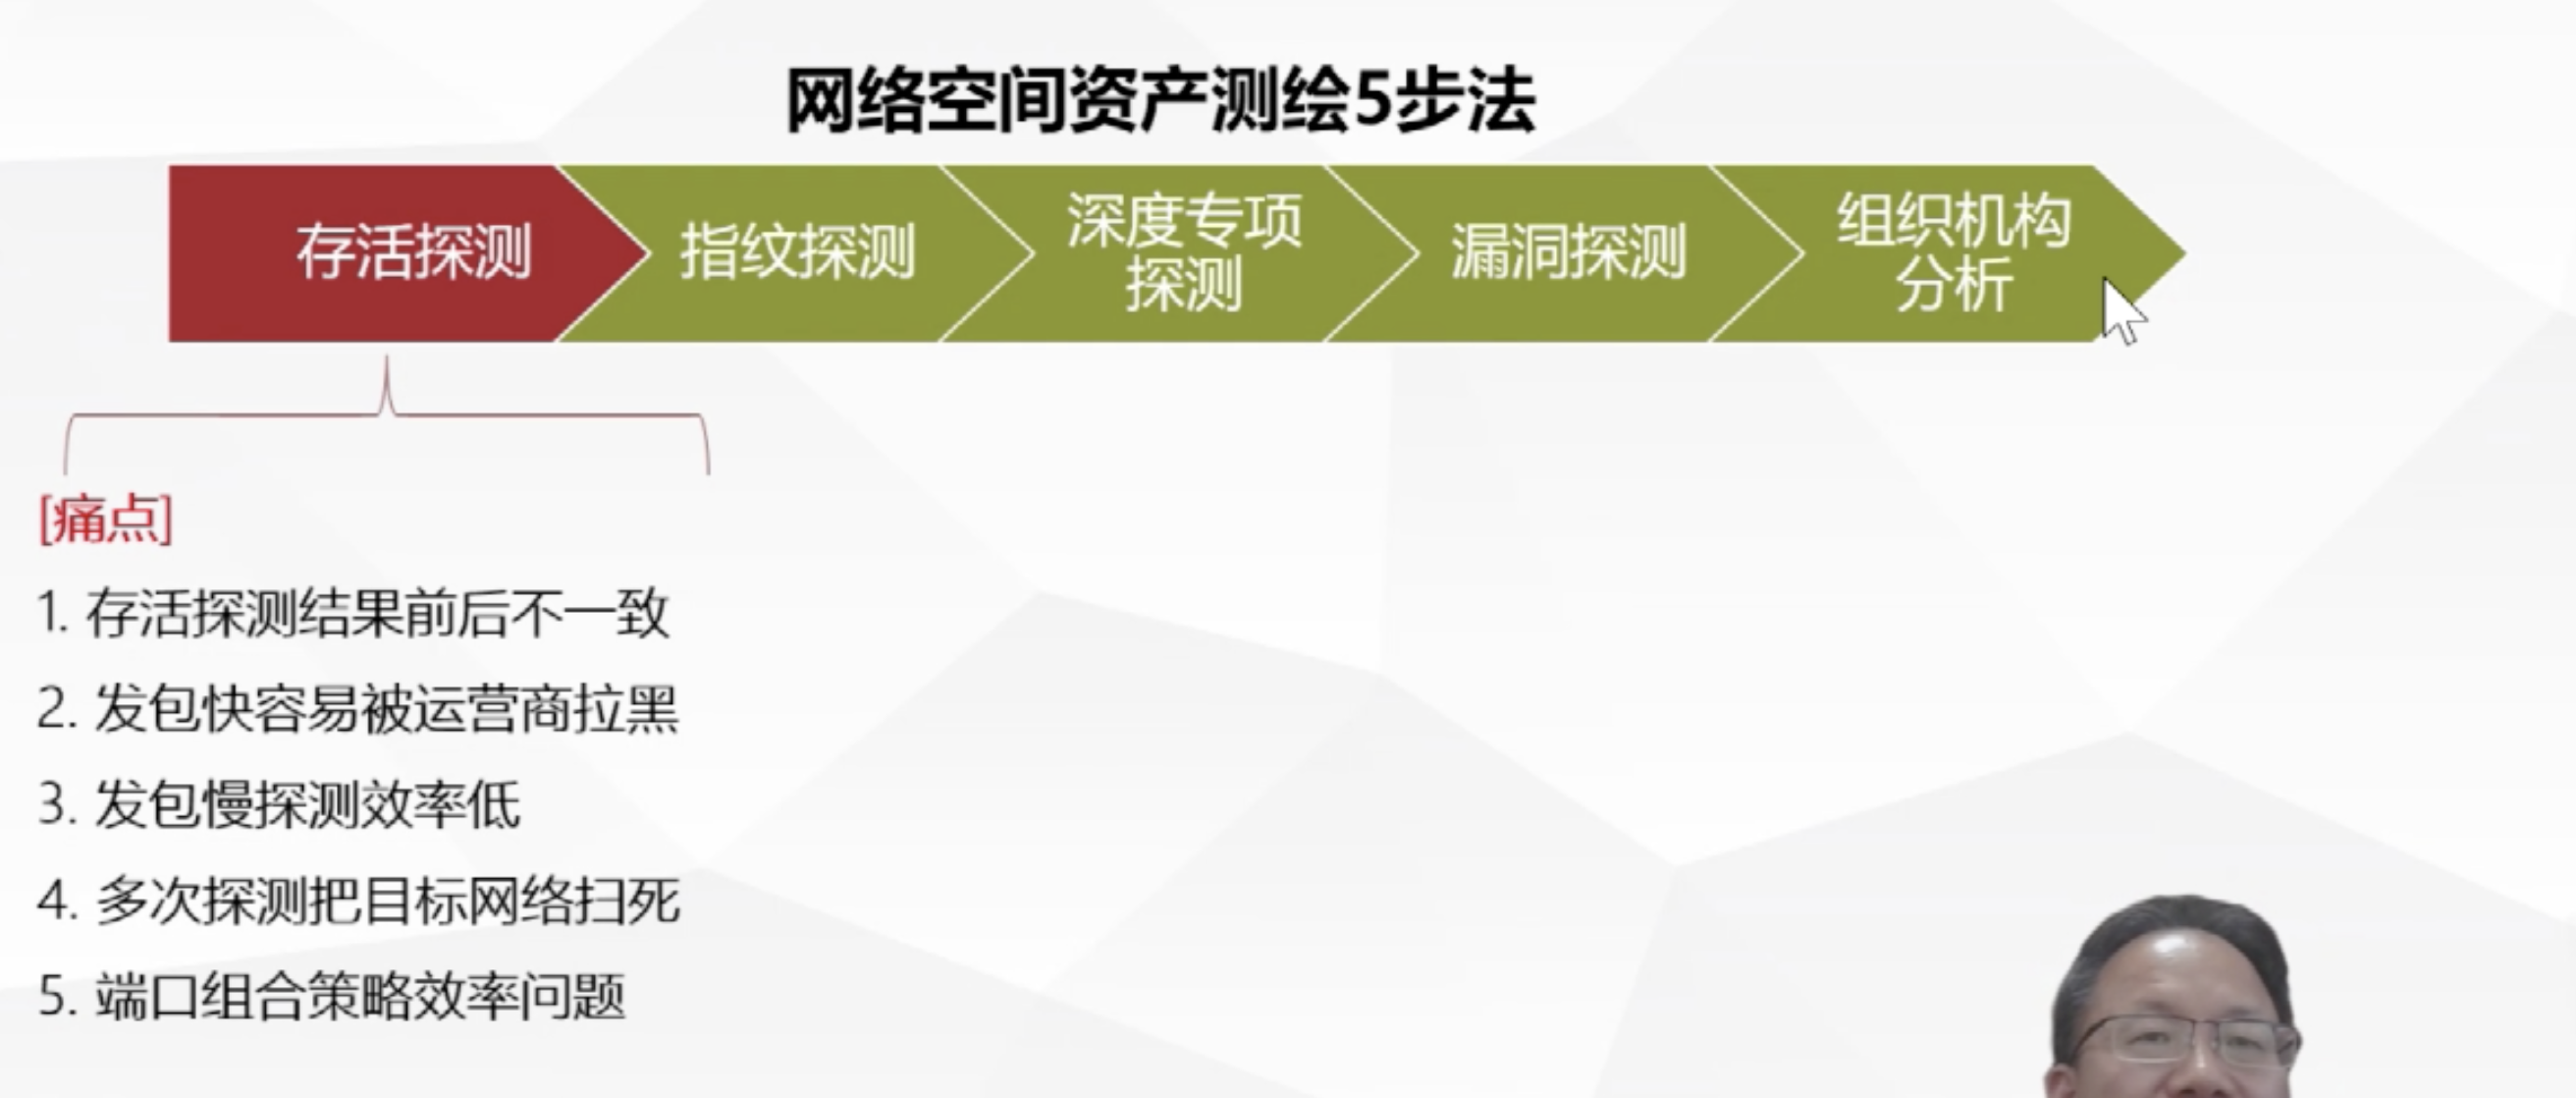 网络空间资产测绘5步法
存活探测
指纹探测
深度专项
探测
漏洞探测
组织机构
分析
[痛点]
1. 存活探测结果前后不一致
2. 发包快容易被运营商拉黑
3. 发包慢探测效率低
4. 多次探测把目标网络扫死
5. 端口组合策略效率问题